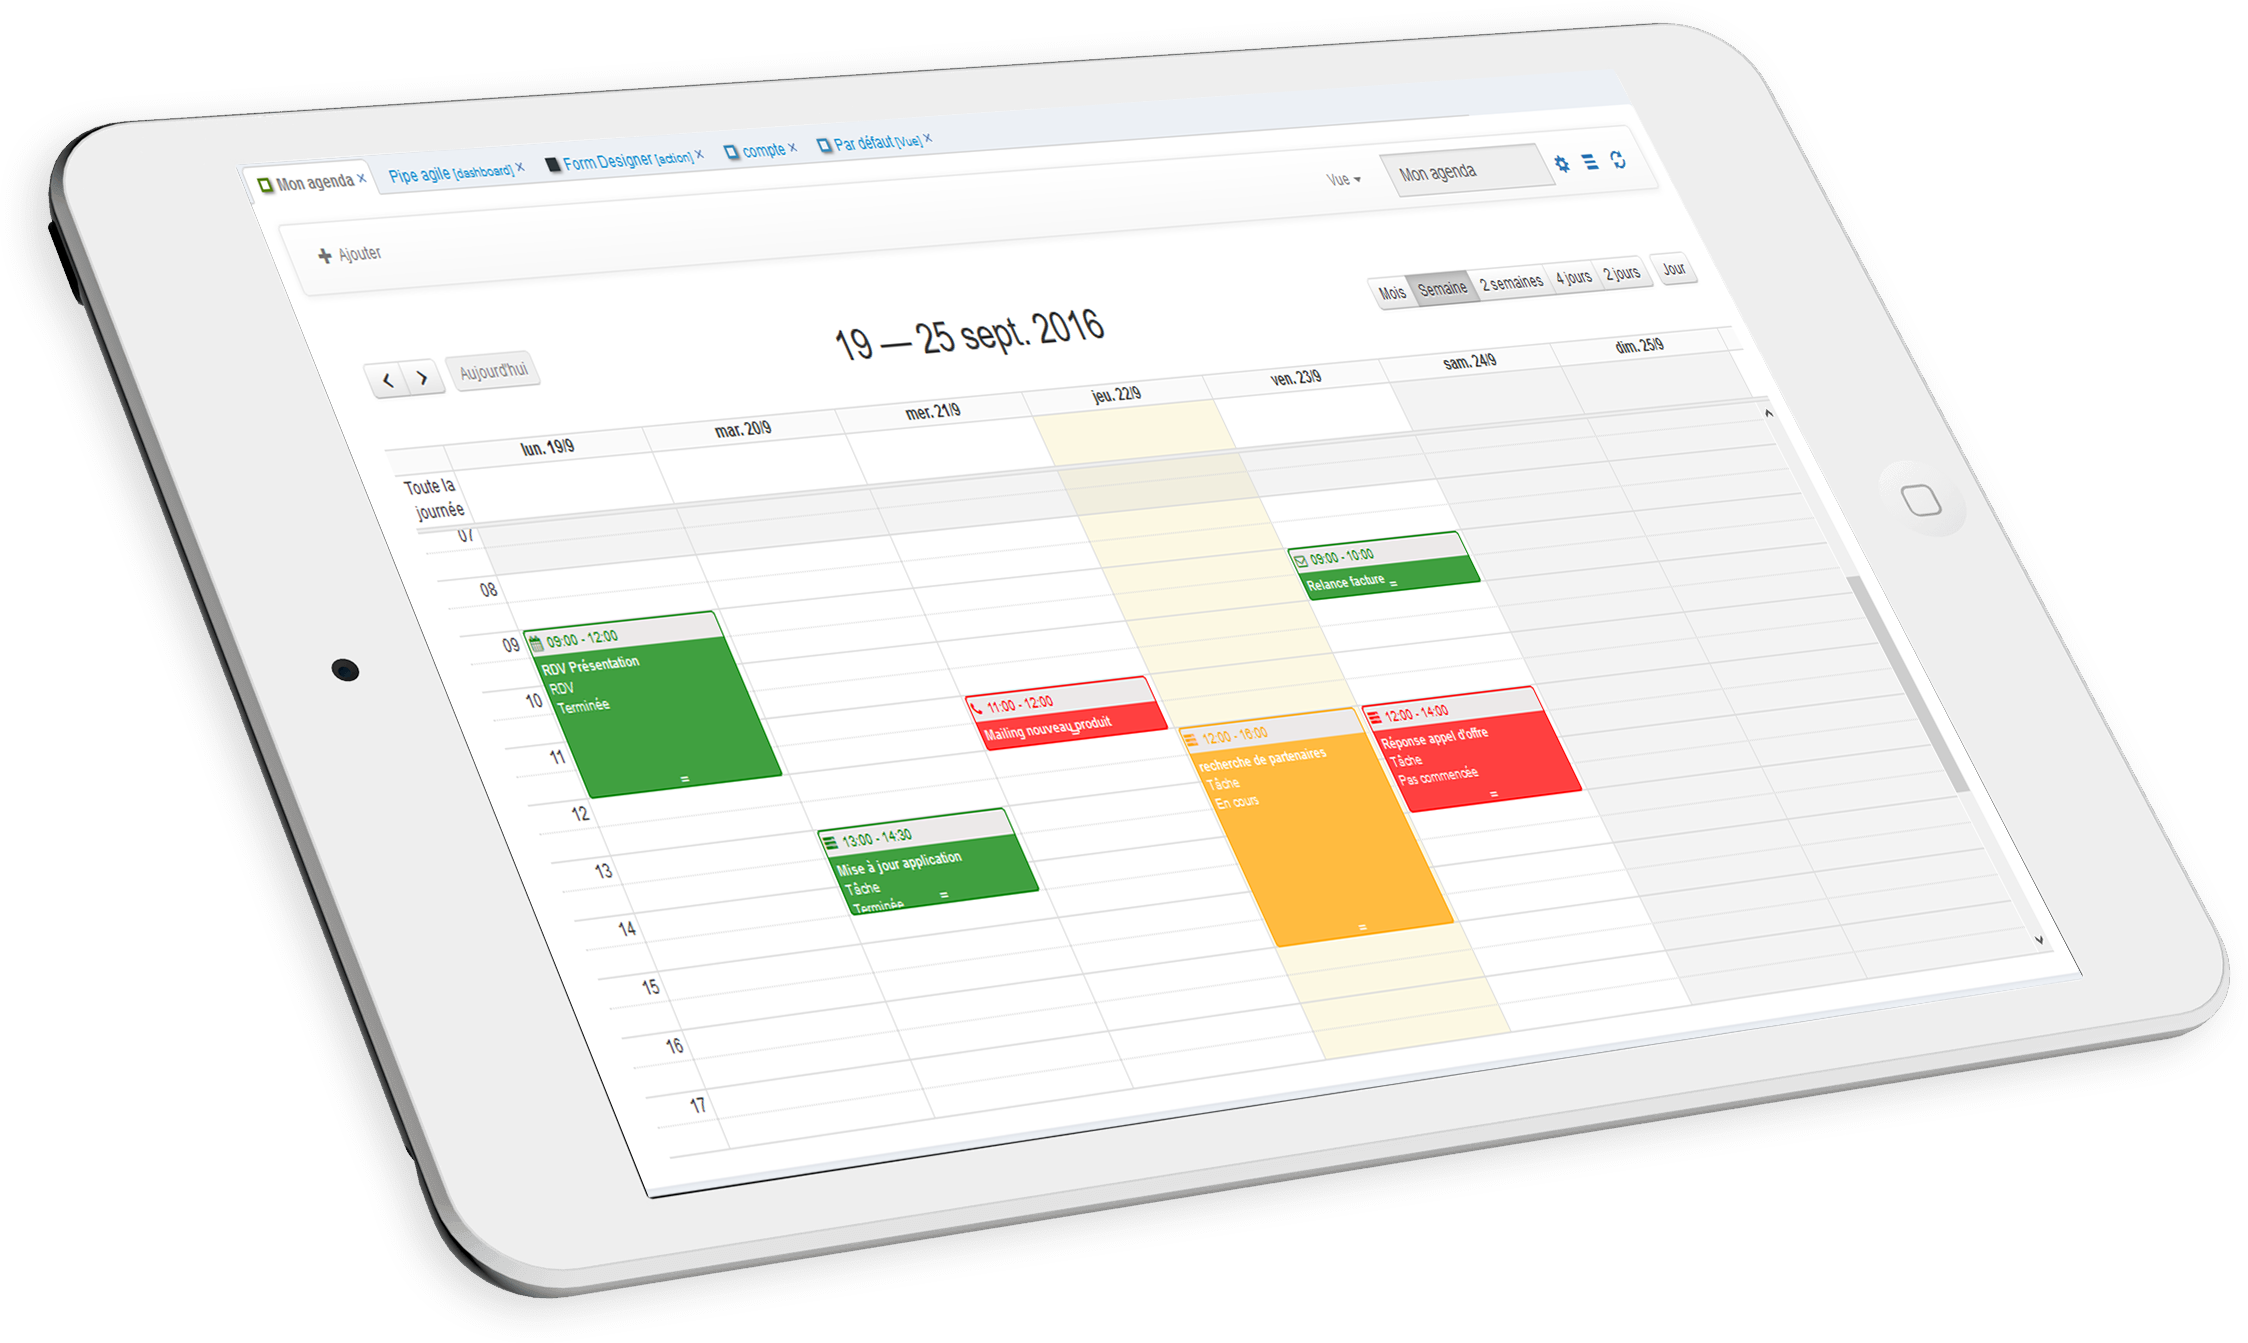 Mon agenda x
Pipe agile [dashboard] x
Form Designer [action] x
compte x
Par défaut [Vue] x
Ajouter
Vue
Mon agenda
Mois Semaine 2 semaines 4 jours 2 jours Jour
19 — 25 sept. 2016
Aujourd'hui
lun. 19/9 mar. 20/9 mer. 21/9 jeu. 22/9 ven. 23/9 sam. 24/9 dim. 25/9
Toute la
journée
07
08
09
10
11
12
13
14
15
16
17
09:00 - 12:00
RDV Présentation
RDV
Terminée
13:00 - 14:30
Mise à jour application
Tâche
Terminée
11:00 - 12:00
Mailing nouveau produit
12:00 - 16:00
recherche de partenaires
Tâche
En cours
09:00 - 10:00
Relance facture
12:00 - 14:00
Réponse appel d'offre
Tâche
Pas commencée